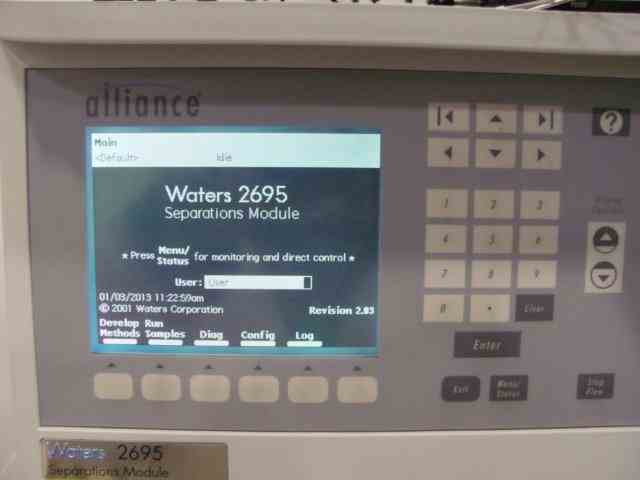 alliance®
Main
<Default> Idle
Waters 2695
Separations Module
* Press Menu/Status for monitoring and direct control *
User: User
01/03/2013 11:22:59am
© 2001 Waters Corporation Revision 2.03
Develop Methods Run Samples Diag Config Log
?
1 2 3
4 5 6
7 8 9
0 • Clear
Enter
Exit Menu/Status Stop Flow
Waters 2695
Separations Module